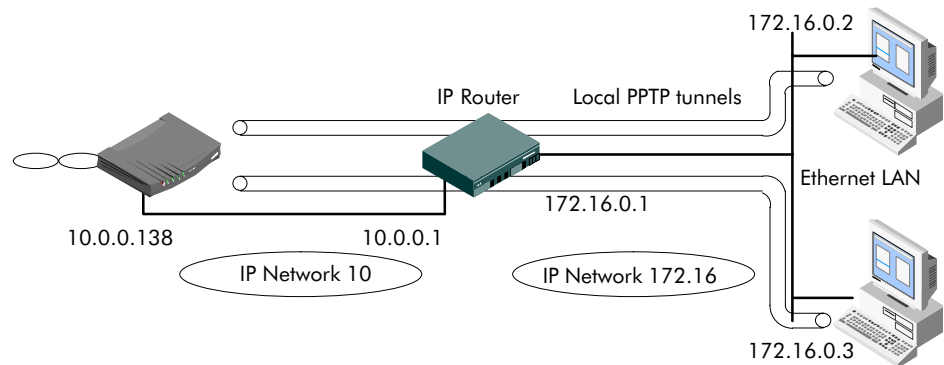 172.16.0.2
IP Router
Local PPTP tunnels
Ethernet LAN
172.16.0.1
10.0.0.138
10.0.0.1
IP Network 10
IP Network 172.16
172.16.0.3